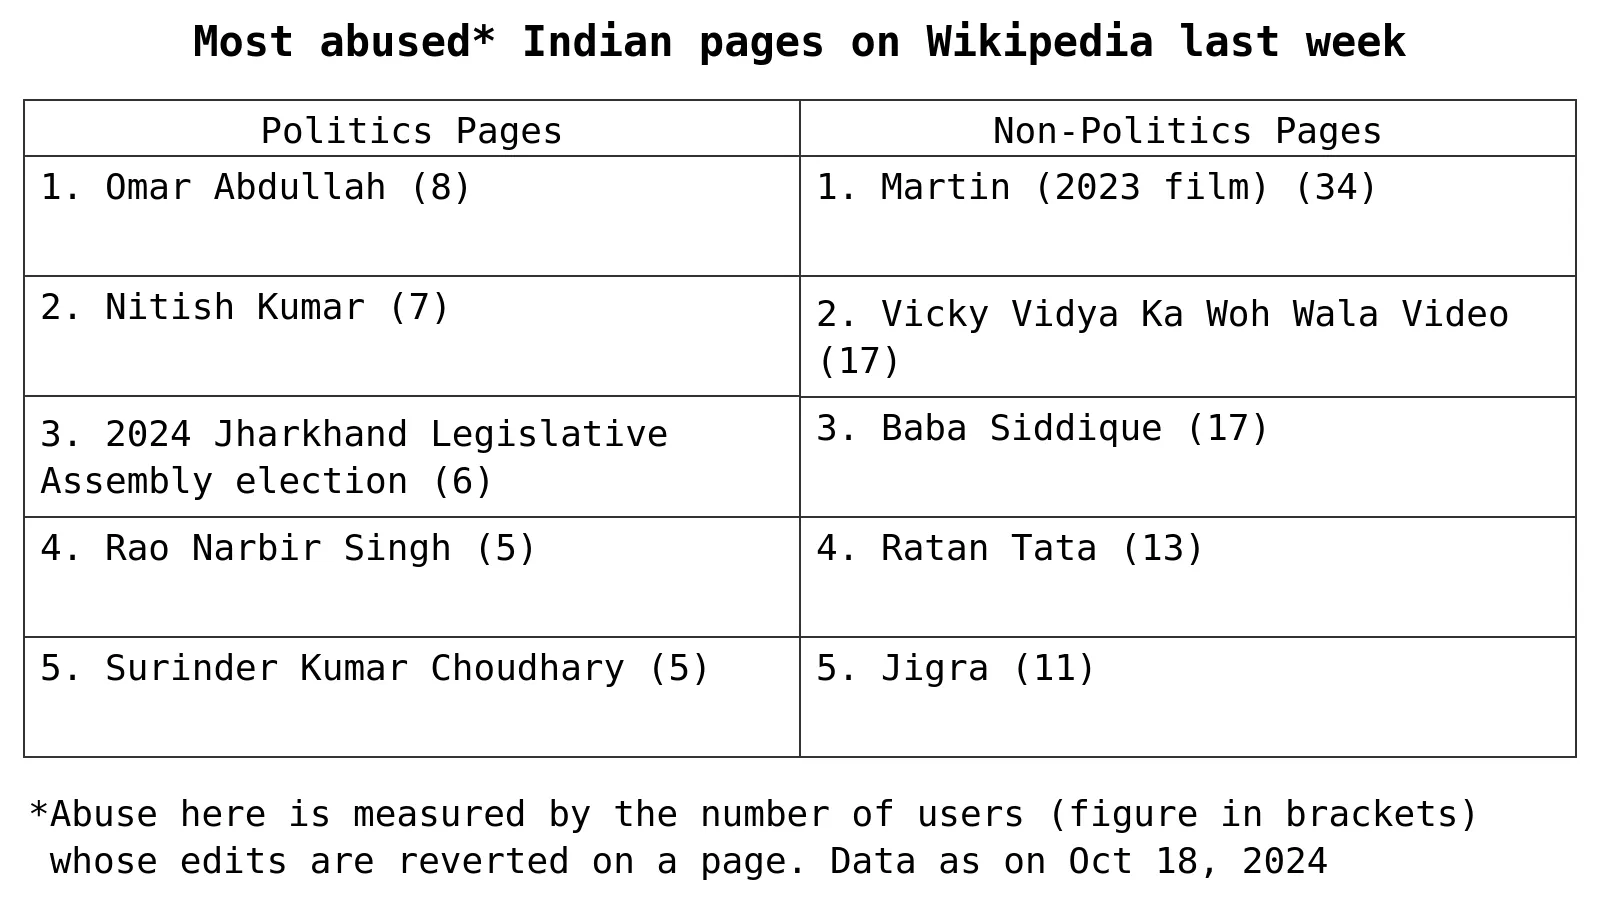 Most abused* Indian pages on Wikipedia last week
Politics Pages
Non-Politics Pages
1. Omar Abdullah (8)
1. Martin (2023 film) (34)
2. Nitish Kumar (7)
2. Vicky Vidya Ka Woh Wala Video
(17)
3. 2024 Jharkhand Legislative
Assembly election (6)
3. Baba Siddique (17)
4. Rao Narbir Singh (5)
4. Ratan Tata (13)
5. Surinder Kumar Choudhary (5)
5. Jigra (11)
*Abuse here is measured by the number of users (figure in brackets)
whose edits are reverted on a page. Data as on Oct 18, 2024